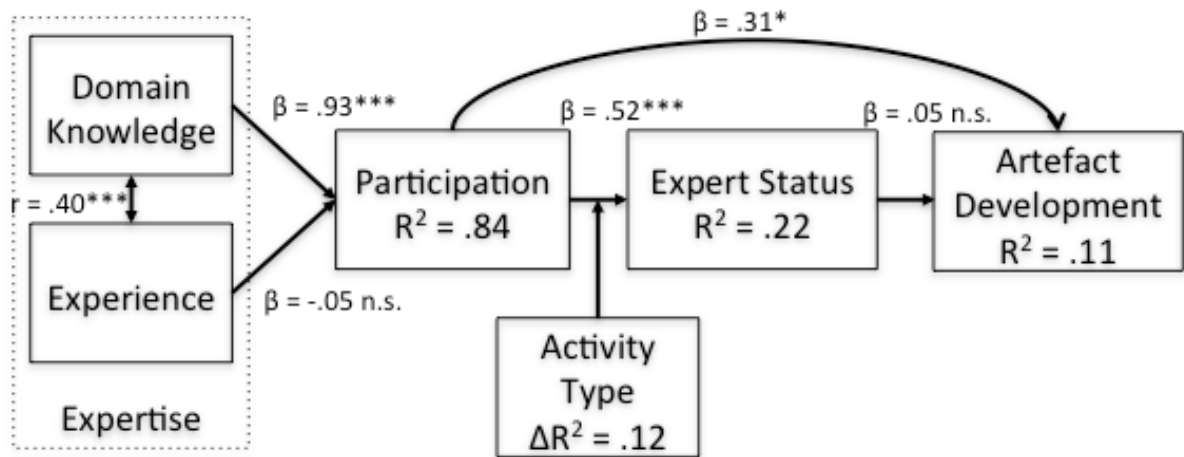 β = .31*
Domain
Knowledge
β = .93***
β = .52***
β = .05 n.s.
r = .40***
Participation
R² = .84
Expert Status
R² = .22
Artefact
Development
R² = .11
Experience
β = -.05 n.s.
Activity
Type
ΔR² = .12
Expertise